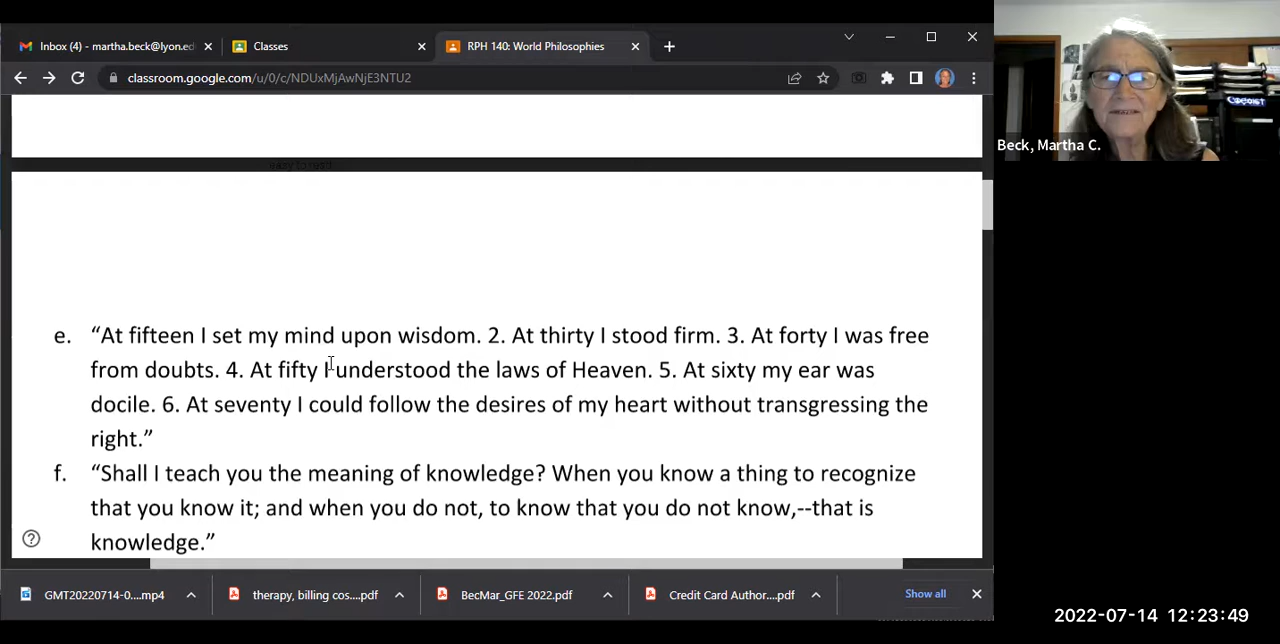 Inbox (4) - martha.beck@lyon.ed
Classes
RPH 140: World Philosophies
classroom.google.com/u/0/c/NDUxMjAwNjE3NTU2
Beck, Martha C.
e. “At fifteen I set my mind upon wisdom. 2. At thirty I stood firm. 3. At forty I was free
from doubts. 4. At fifty I understood the laws of Heaven. 5. At sixty my ear was
docile. 6. At seventy I could follow the desires of my heart without transgressing the
right.”
f. “Shall I teach you the meaning of knowledge? When you know a thing to recognize
that you know it; and when you do not, to know that you do not know,--that is
knowledge.”
GMT20220714-0....mp4
therapy, billing cos....pdf
BecMar_GFE 2022.pdf
Credit Card Author....pdf
Show all
2022-07-14 12:23:49